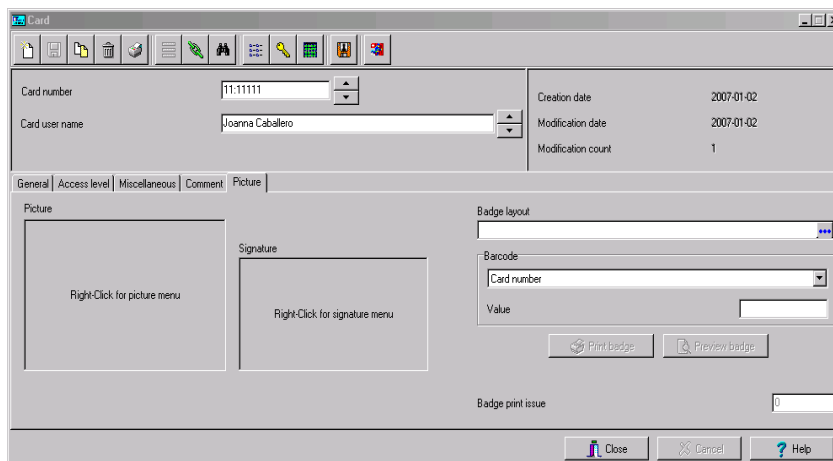 Card
Card number 11:11111
Card user name Joanna Caballero
Creation date 2007-01-02
Modification date 2007-01-02
Modification count 1
General Access level Miscellaneous Comment Picture
Picture
Right-Click for picture menu
Signature
Right-Click for signature menu
Badge layout
Barcode
Card number
Value
Print badge Preview badge
Badge print issue 0
Close Cancel Help